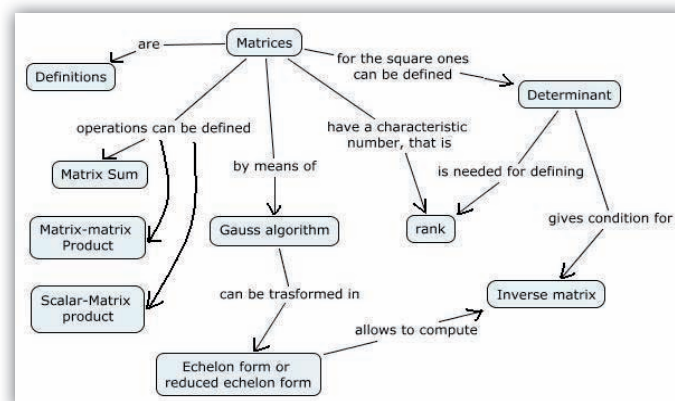 Matrices
are
for the square ones
can be defined
Definitions
Determinant
operations can be defined
have a characteristic
number, that is
Matrix Sum
by means of
is needed for defining
Matrix-matrix
Product
Gauss algorithm
rank
gives condition for
Scalar-Matrix
product
can be trasformed in
Inverse matrix
allows to compute
Echelon form or
reduced echelon form